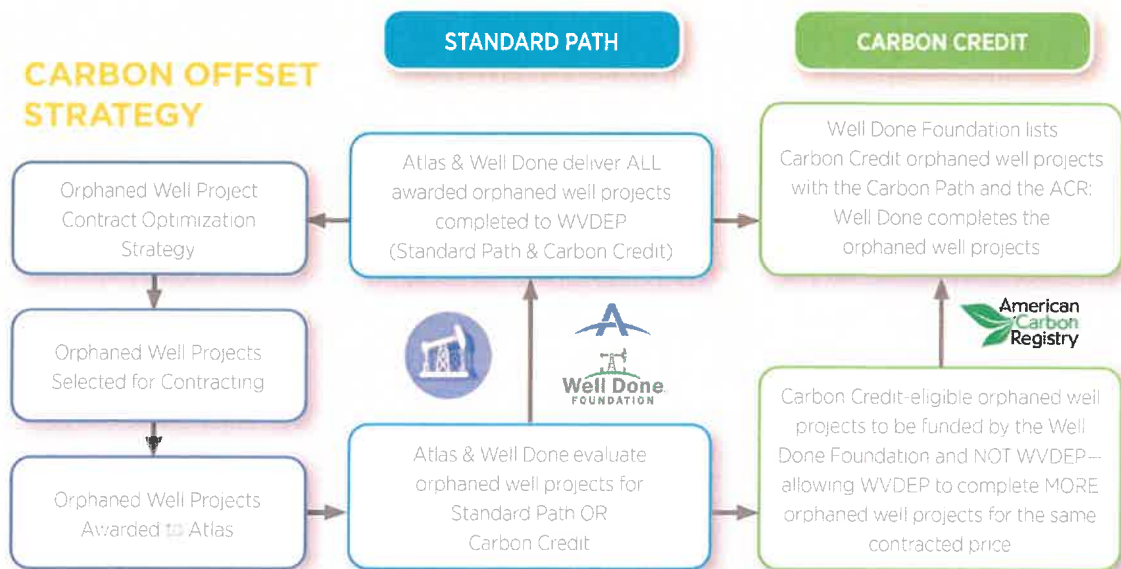 STANDARD PATH
CARBON CREDIT
CARBON OFFSET
STRATEGY
Orphaned Well Project
Contract Optimization
Strategy
Atlas & Well Done deliver ALL
awarded orphaned well projects
completed to WVDEP
(Standard Path & Carbon Credit)
Well Done Foundation lists
Carbon Credit orphaned well projects
with the Carbon Path and the ACR:
Well Done completes the
orphaned well projects
Orphaned Well Projects
Selected for Contracting
A
Well Done
FOUNDATION
American
Carbon
Registry
Orphaned Well Projects
Awarded to Atlas
Atlas & Well Done evaluate
orphaned well projects for
Standard Path OR
Carbon Credit
Carbon Credit-eligible orphaned well
projects to be funded by the Well
Done Foundation and NOT WVDEP—
allowing WVDEP to complete MORE
orphaned well projects for the same
contracted price